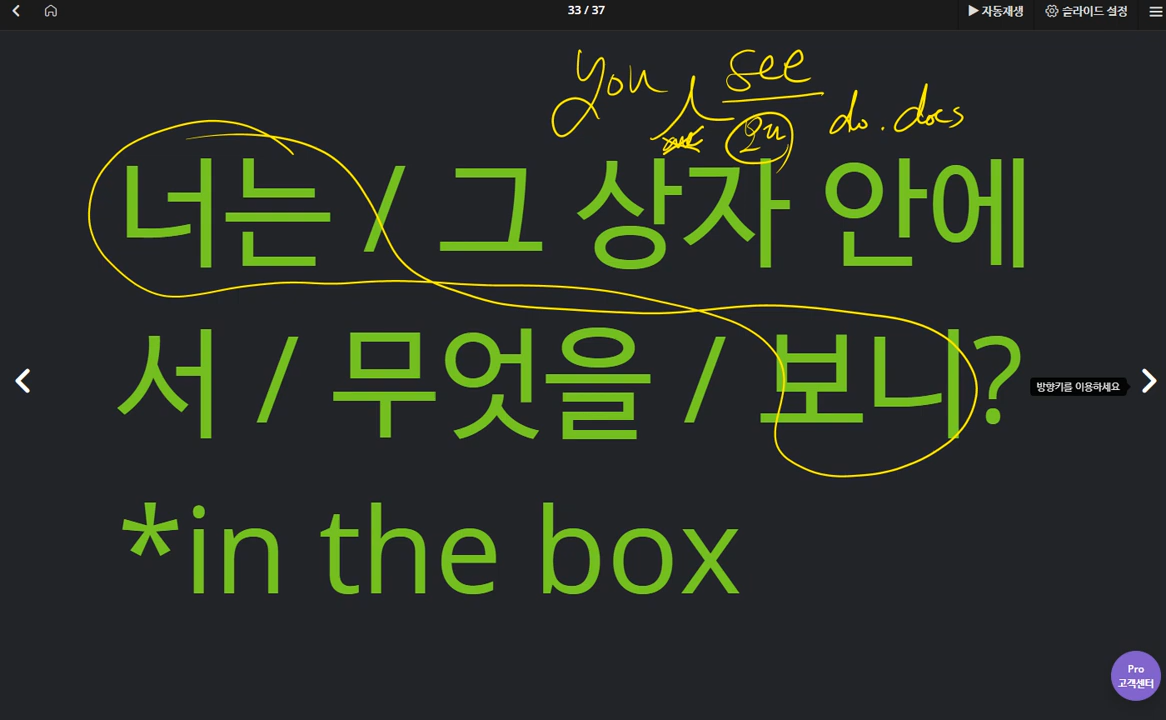 33 / 37
▶ 자동재생
슬라이드 설정
you see
do. does
너는 / 그 상자 안에
서 / 무엇을 / 보니?
방향키를 이용하세요
*in the box
Pro
고객센터